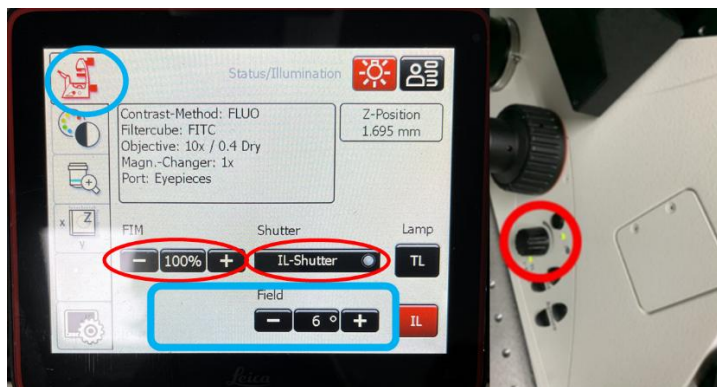 Status/Illumination
Contrast-Method: FLUO
Filtercube: FITC
Objective: 10x / 0.4 Dry
Magn.-Changer: 1x
Port: Eyepieces
Z-Position
1.695 mm
x Z
y
FIM Shutter Lamp
− 100% + IL-Shutter TL
Field
− 6 ° + IL
Leica